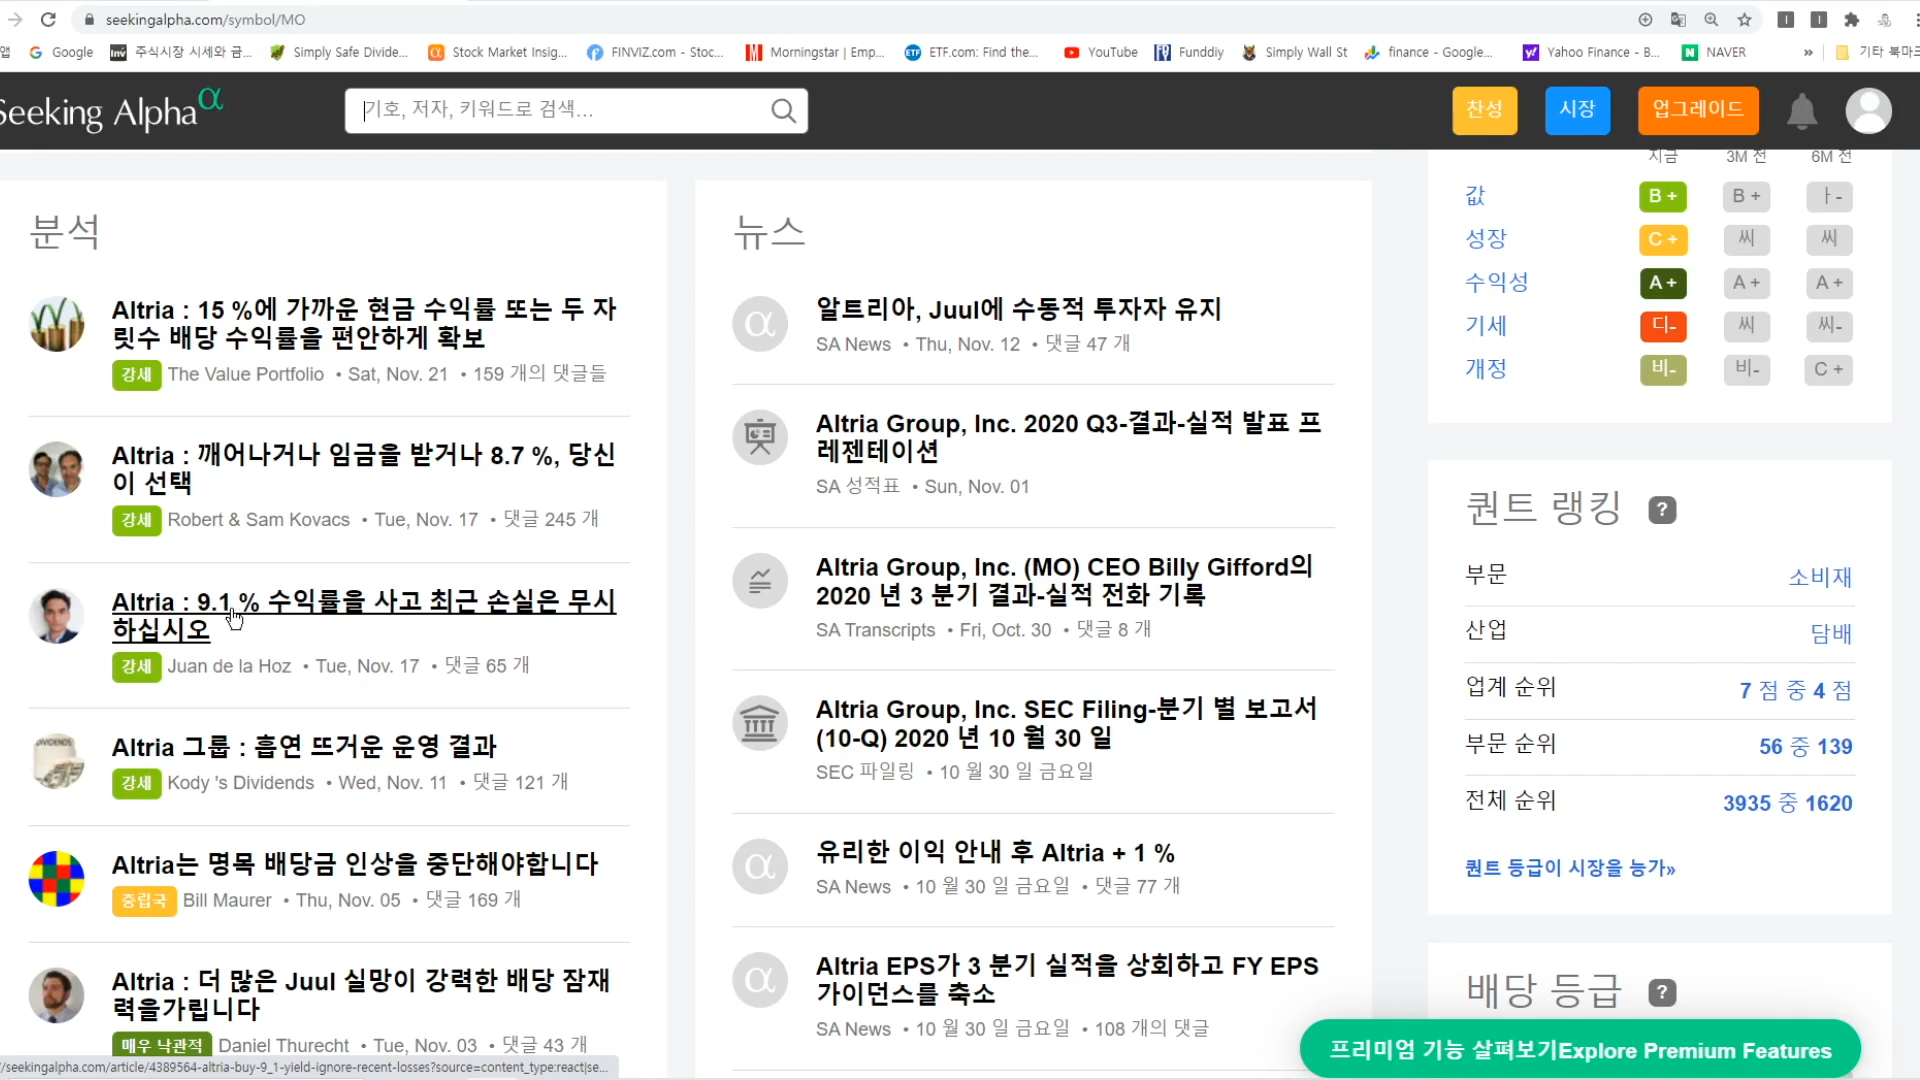 seekingalpha.com/symbol/MO
앱 Google 주식시장 시세와 금... Simply Safe Divide... Stock Market Insig... FINVIZ.com - Stoc... Morningstar | Emp... ETF.com: Find the... YouTube Funddiy Simply Wall St finance - Google... Yahoo Finance - B... NAVER » 기타 북마크
Seeking Alpha α
기호, 저자, 키워드로 검색...
찬성 시장 업그레이드
분석
Altria : 15 %에 가까운 현금 수익률 또는 두 자
릿수 배당 수익률을 편안하게 확보
강세 The Value Portfolio • Sat, Nov. 21 • 159 개의 댓글들
Altria : 깨어나거나 임금을 받거나 8.7 %, 당신
이 선택
강세 Robert & Sam Kovacs • Tue, Nov. 17 • 댓글 245 개
Altria : 9.1 % 수익률을 사고 최근 손실은 무시
하십시오
강세 Juan de la Hoz • Tue, Nov. 17 • 댓글 65 개
Altria 그룹 : 흡연 뜨거운 운영 결과
강세 Kody 's Dividends • Wed, Nov. 11 • 댓글 121 개
Altria는 명목 배당금 인상을 중단해야합니다
중립국 Bill Maurer • Thu, Nov. 05 • 댓글 169 개
Altria : 더 많은 Juul 실망이 강력한 배당 잠재
력을가립니다
매우 낙관적 Daniel Thurecht • Tue, Nov. 03 • 댓글 43 개
/seekingalpha.com/article/4389564-altria-buy-9_1-yield-ignore-recent-losses?source=content_type:react|se...
뉴스
알트리아, Juul에 수동적 투자자 유지
SA News • Thu, Nov. 12 • 댓글 47 개
Altria Group, Inc. 2020 Q3-결과-실적 발표 프
레젠테이션
SA 성적표 • Sun, Nov. 01
Altria Group, Inc. (MO) CEO Billy Gifford의
2020 년 3 분기 결과-실적 전화 기록
SA Transcripts • Fri, Oct. 30 • 댓글 8 개
Altria Group, Inc. SEC Filing-분기 별 보고서
(10-Q) 2020 년 10 월 30 일
SEC 파일링 • 10 월 30 일 금요일
유리한 이익 안내 후 Altria + 1 %
SA News • 10 월 30 일 금요일 • 댓글 77 개
Altria EPS가 3 분기 실적을 상회하고 FY EPS
가이던스를 축소
SA News • 10 월 30 일 금요일 • 108 개의 댓글
지금 3M 전 6M 전
값 B + B + ㅏ-
성장 C + 씨 씨
수익성 A + A + A +
기세 디- 씨 씨-
개정 비- 비- C +
퀀트 랭킹 ?
부문 소비재
산업 담배
업계 순위 7 점 중 4 점
부문 순위 56 중 139
전체 순위 3935 중 1620
퀀트 등급이 시장을 능가»
배당 등급 ?
프리미엄 기능 살펴보기Explore Premium Features